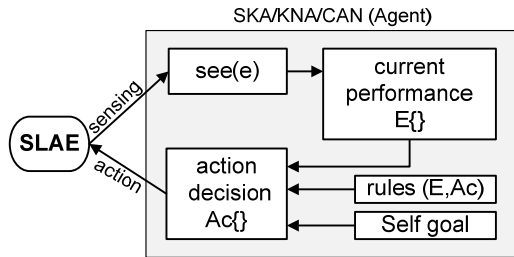 SKA/KNA/CAN (Agent)
see(e)
current
performance
E{}
sensing
SLAE
action
action
decision
Ac{}
rules (E,Ac)
Self goal